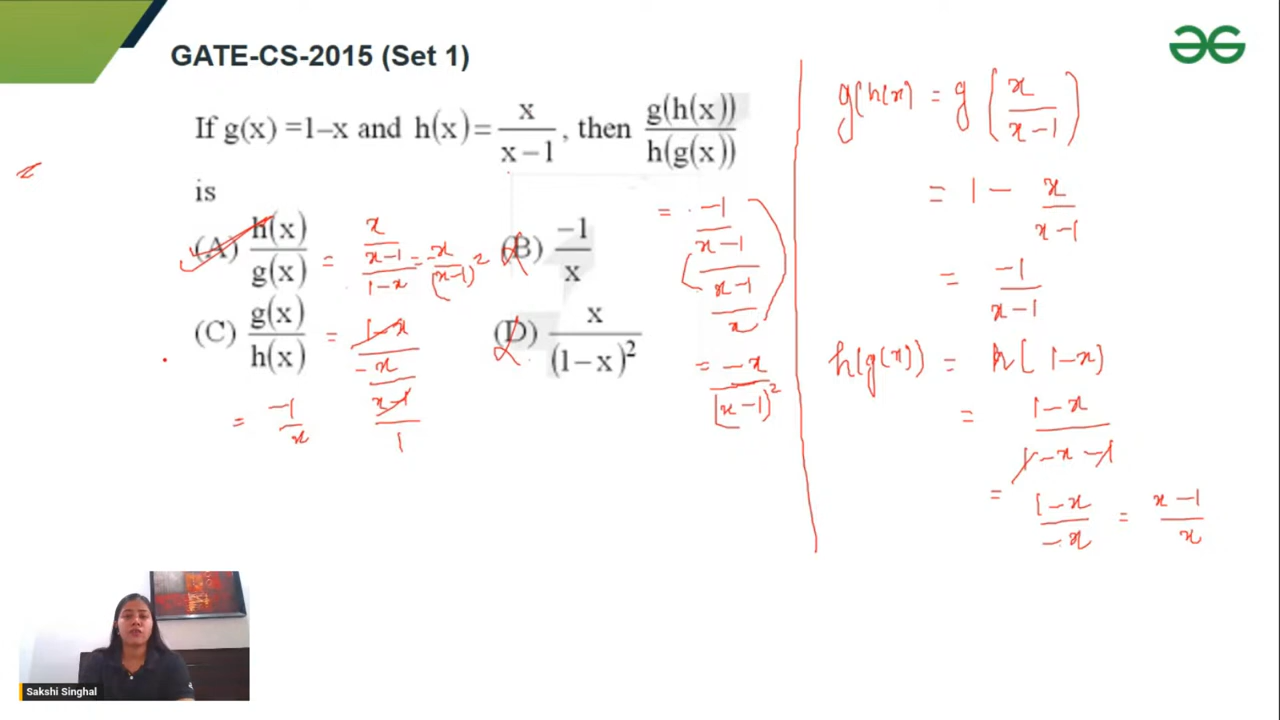 GATE-CS-2015 (Set 1)
If g(x) =1–x and h(x)= x/(x−1), then g(h(x))/h(g(x))
is
(A) h(x)/g(x) = (x/(x-1))/(1-x) = -x/(x-1)²
(B) −1/x
(C) g(x)/h(x) = (1-x)/(-x/(x-1))/1
= -1/x
(D) x/(1−x)²
= (-1/(x-1))/((x-1)/x)
= -x/(x-1)²
g(h(x) = g(x/(x-1))
= 1 - x/(x-1)
= -1/(x-1)
h(g(x)) = h(1-x)
= (1-x)/(1-x-1)
= (1-x)/(-x) = (x-1)/x
Sakshi Singhal